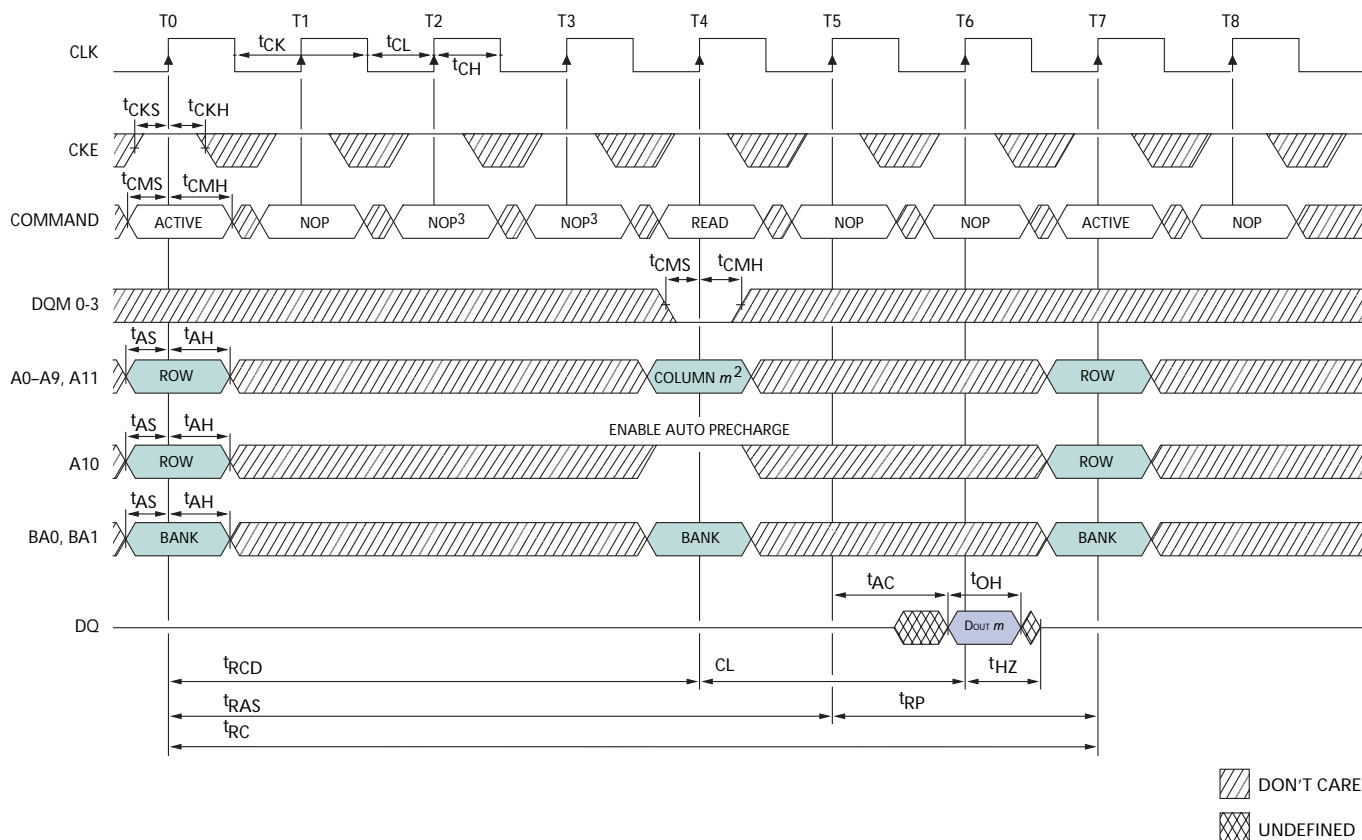 T0 T1 T2 T3 T4 T5 T6 T7 T8
CLK tCK tCL tCH
tCKS tCKH
CKE
tCMS tCMH
COMMAND ACTIVE NOP NOP3 NOP3 READ NOP NOP ACTIVE NOP
tCMS tCMH
DQM 0-3
tAS tAH
A0–A9, A11 ROW COLUMN m2 ROW
ENABLE AUTO PRECHARGE
tAS tAH
A10 ROW ROW
tAS tAH
BA0, BA1 BANK BANK BANK
tAC tOH
DQ DOUT m
tRCD CL tHZ
tRAS tRP
tRC
DON'T CARE
UNDEFINED